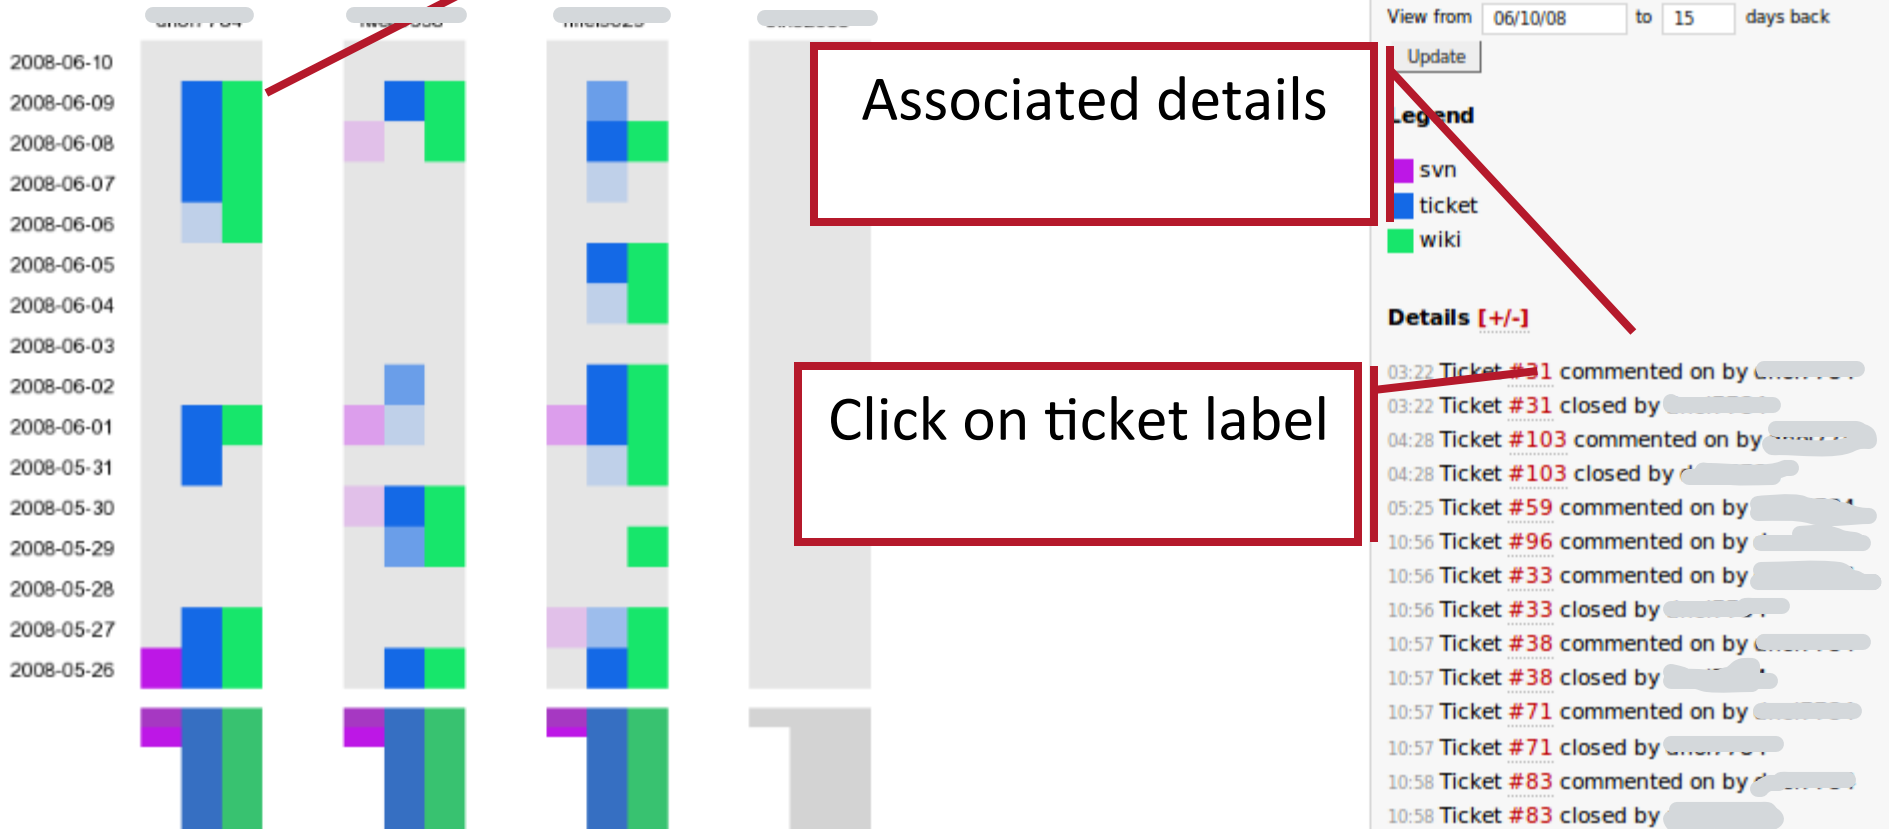 View from 06/10/08 to 15 days back
Update
2008-06-10
2008-06-09
2008-06-08
2008-06-07
2008-06-06
2008-06-05
2008-06-04
2008-06-03
2008-06-02
2008-06-01
2008-05-31
2008-05-30
2008-05-29
2008-05-28
2008-05-27
2008-05-26
Associated details
Click on ticket label
Legend
svn
ticket
wiki
Details [+/-]
03:22 Ticket #31 commented on by
03:22 Ticket #31 closed by
04:28 Ticket #103 commented on by
04:28 Ticket #103 closed by
05:25 Ticket #59 commented on by
10:56 Ticket #96 commented on by
10:56 Ticket #33 commented on by
10:56 Ticket #33 closed by
10:57 Ticket #38 commented on by
10:57 Ticket #38 closed by
10:57 Ticket #71 commented on by
10:57 Ticket #71 closed by
10:58 Ticket #83 commented on by
10:58 Ticket #83 closed by